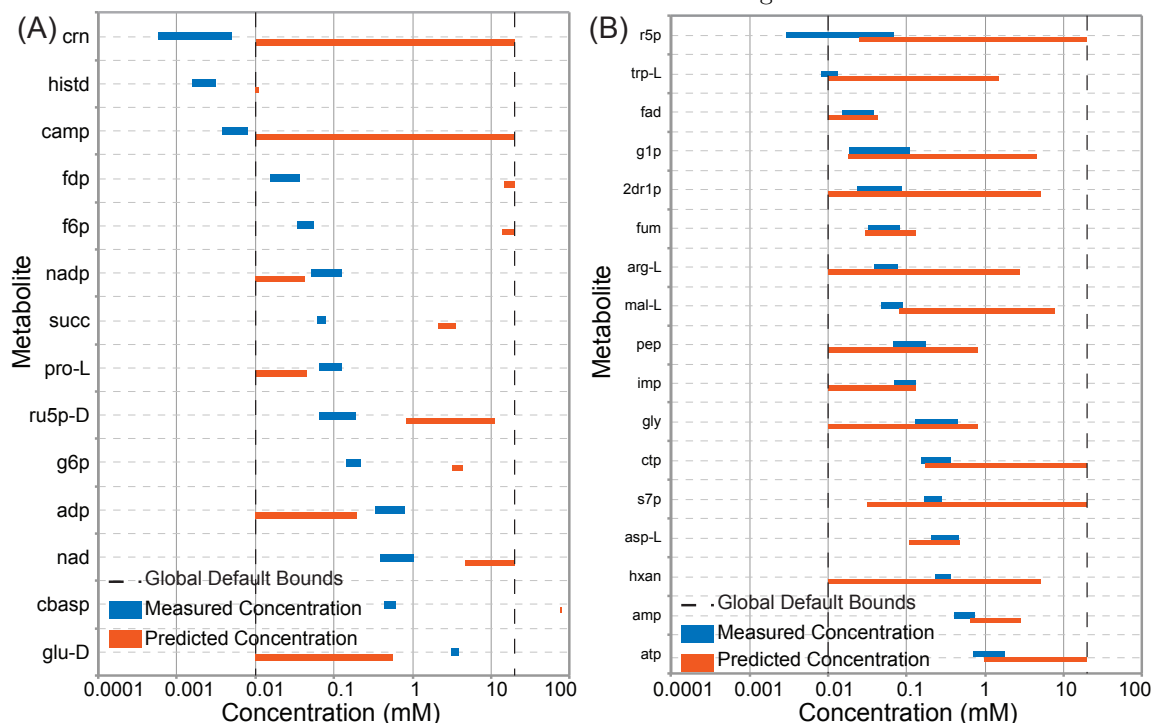 (A)
Metabolite
crn
histd
camp
fdp
f6p
nadp
succ
pro-L
ru5p-D
g6p
adp
nad
cbasp
glu-D
Global Default Bounds
Measured Concentration
Predicted Concentration
0.0001 0.001 0.01 0.1 1 10 100
Concentration (mM)
(B)
Metabolite
r5p
trp-L
fad
g1p
2dr1p
fum
arg-L
mal-L
pep
imp
gly
ctp
s7p
asp-L
hxan
amp
atp
Global Default Bounds
Measured Concentration
Predicted Concentration
0.0001 0.001 0.01 0.1 1 10 100
Concentration (mM)